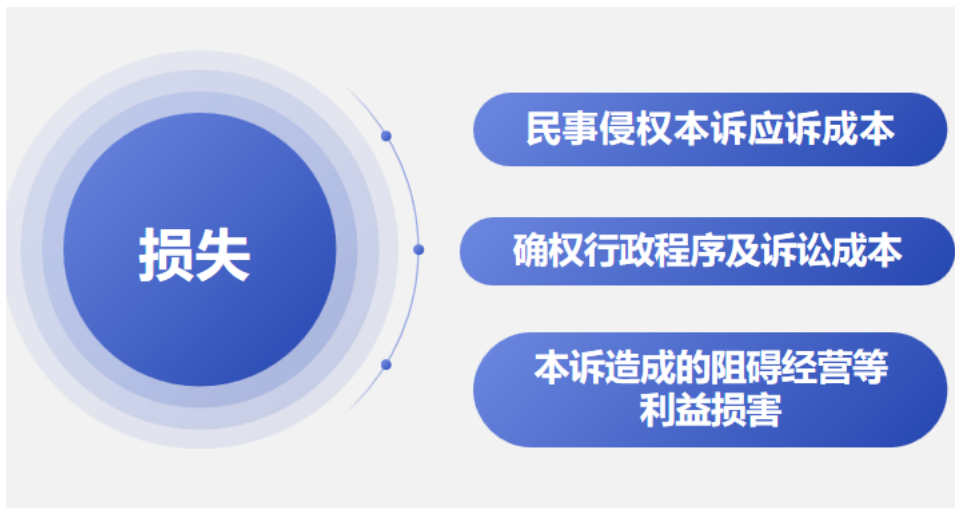 损失
民事侵权本诉应诉成本
确权行政程序及诉讼成本
本诉造成的阻碍经营等
利益损害